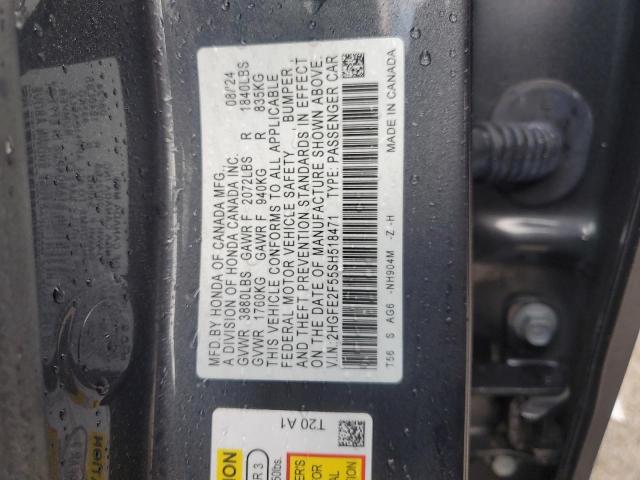 MFD.BY HONDA OF CANADA MFG., 08/'24
A DIVISION OF HONDA CANADA INC.
GVWR 3880LBS GAWR F 2072LBS R 1840LBS
GVWR 1760KG GAWR F 940KG R 835KG
THIS VEHICLE CONFORMS TO ALL APPLICABLE
FEDERAL MOTOR VEHICLE SAFETY, BUMPER,
AND THEFT PREVENTION STANDARDS IN EFFECT
ON THE DATE OF MANUFACTURE SHOWN ABOVE.
V.I.N: 2HGFE2F55SH518471 TYPE: PASSENGER CAR
T56 S AG6 -NH904M -Z -H MADE IN CANADA
T20 A1
R 3